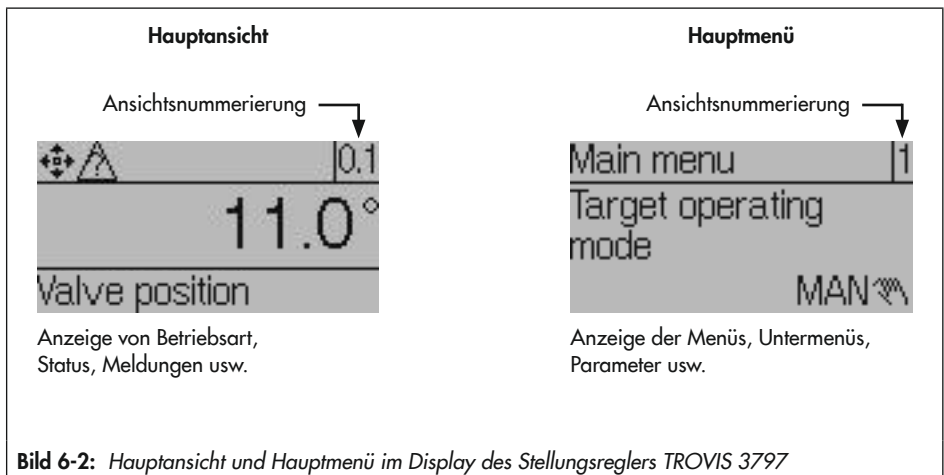 Hauptansicht
Ansichtsnummerierung
0.1
11.0°
Valve position
Anzeige von Betriebsart,
Status, Meldungen usw.
Hauptmenü
Ansichtsnummerierung
Main menu 1
Target operating
mode
MAN
Anzeige der Menüs, Untermenüs,
Parameter usw.
Bild 6-2: Hauptansicht und Hauptmenü im Display des Stellungsreglers TROVIS 3797